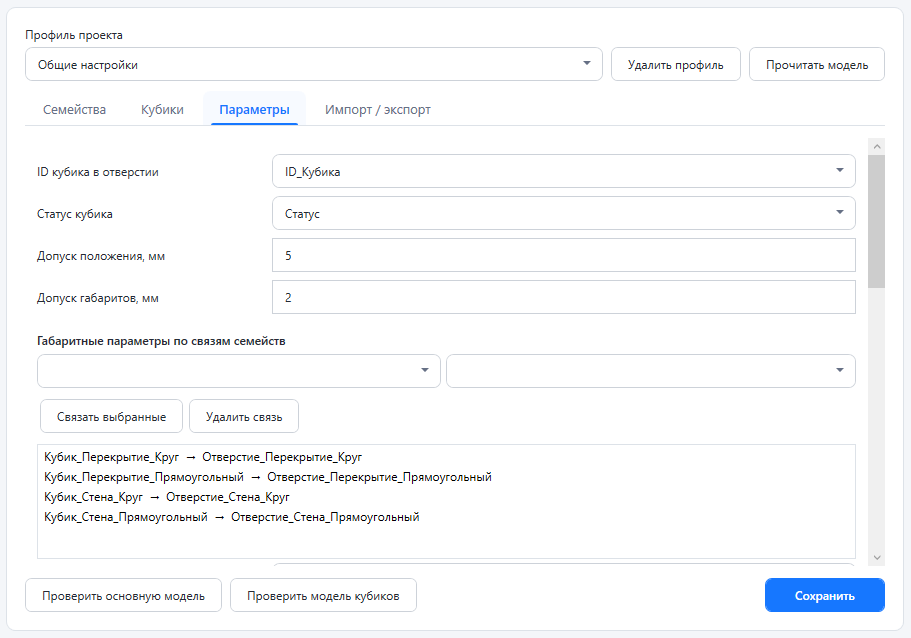 Профиль проекта
Общие настройки
Удалить профиль
Прочитать модель
Семейства
Кубики
Параметры
Импорт / экспорт
ID кубика в отверстии
ID_Кубика
Статус кубика
Статус
Допуск положения, мм
5
Допуск габаритов, мм
2
Габаритные параметры по связям семейств
Связать выбранные
Удалить связь
Кубик_Перекрытие_Круг → Отверстие_Перекрытие_Круг
Кубик_Перекрытие_Прямоугольный → Отверстие_Перекрытие_Прямоугольный
Кубик_Стена_Круг → Отверстие_Стена_Круг
Кубик_Стена_Прямоугольный → Отверстие_Стена_Прямоугольный
Проверить основную модель
Проверить модель кубиков
Сохранить